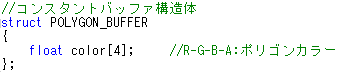 //コンスタントバッファ構造体
struct POLYGON_BUFFER
{
    float color[4];     //R-G-B-A:ポリゴンカラー
};